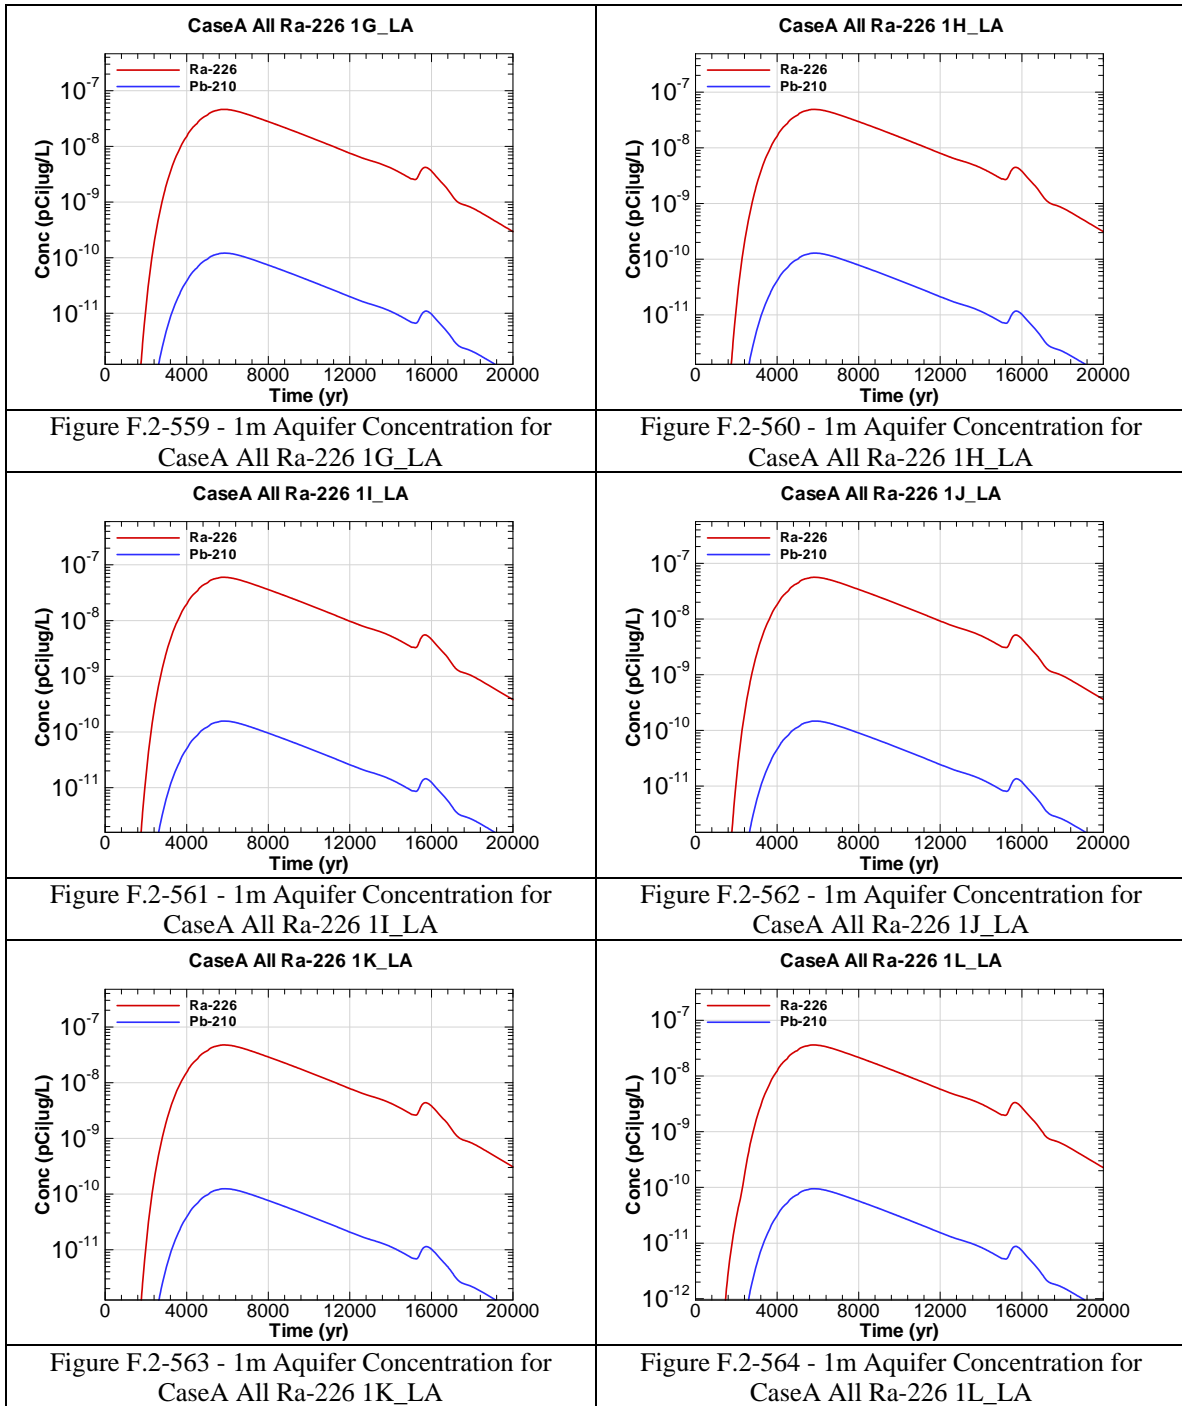 CaseA All Ra-226 1G_LA
Ra-226
Pb-210
10-7
10-8
10-9
10-10
10-11
Conc (pCi|ug/L)
0 4000 8000 12000 16000 20000
Time (yr)
Figure F.2-559 - 1m Aquifer Concentration for
CaseA All Ra-226 1G_LA
CaseA All Ra-226 1H_LA
Ra-226
Pb-210
10-7
10-8
10-9
10-10
10-11
Conc (pCi|ug/L)
0 4000 8000 12000 16000 20000
Time (yr)
Figure F.2-560 - 1m Aquifer Concentration for
CaseA All Ra-226 1H_LA
CaseA All Ra-226 1I_LA
Ra-226
Pb-210
10-7
10-8
10-9
10-10
10-11
Conc (pCi|ug/L)
0 4000 8000 12000 16000 20000
Time (yr)
Figure F.2-561 - 1m Aquifer Concentration for
CaseA All Ra-226 1I_LA
CaseA All Ra-226 1J_LA
Ra-226
Pb-210
10-7
10-8
10-9
10-10
10-11
Conc (pCi|ug/L)
0 4000 8000 12000 16000 20000
Time (yr)
Figure F.2-562 - 1m Aquifer Concentration for
CaseA All Ra-226 1J_LA
CaseA All Ra-226 1K_LA
Ra-226
Pb-210
10-7
10-8
10-9
10-10
10-11
Conc (pCi|ug/L)
0 4000 8000 12000 16000 20000
Time (yr)
Figure F.2-563 - 1m Aquifer Concentration for
CaseA All Ra-226 1K_LA
CaseA All Ra-226 1L_LA
Ra-226
Pb-210
10-7
10-8
10-9
10-10
10-11
10-12
Conc (pCi|ug/L)
0 4000 8000 12000 16000 20000
Time (yr)
Figure F.2-564 - 1m Aquifer Concentration for
CaseA All Ra-226 1L_LA